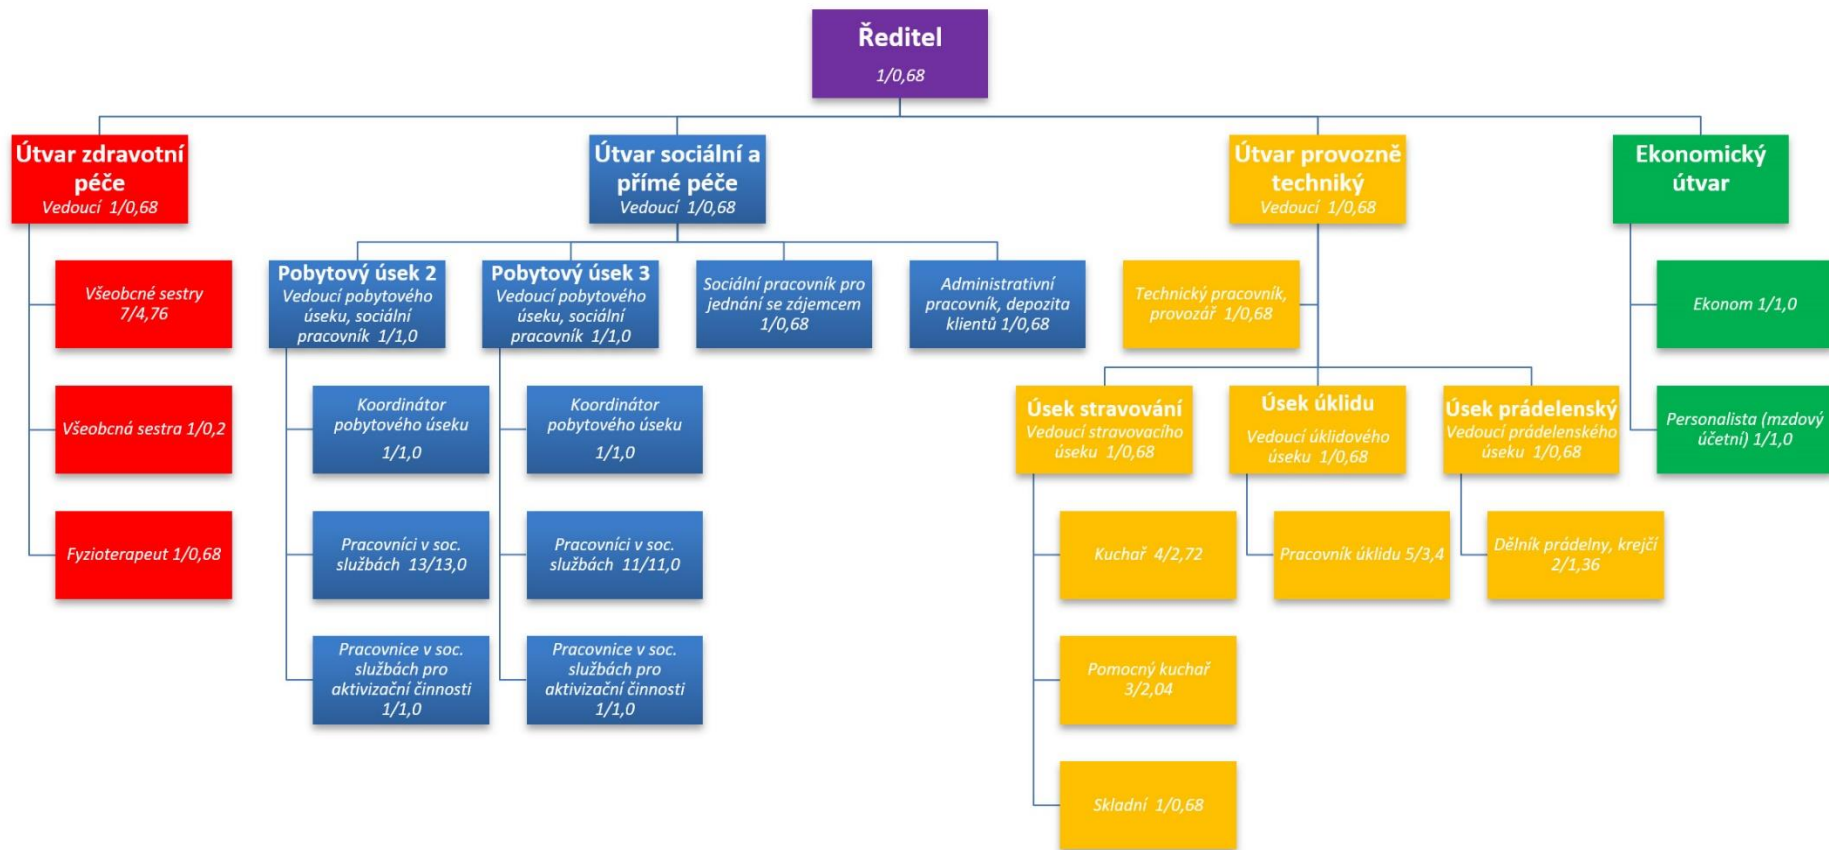 Ředitel
1/0,68
Útvar zdravotní
péče
Vedoucí 1/0,68
Útvar sociální a
přímé péče
Vedoucí 1/0,68
Útvar provozně
techniký
Vedoucí 1/0,68
Ekonomický
útvar
Všeobcné sestry
7/4,76
Všeobcná sestra 1/0,2
Fyzioterapeut 1/0,68
Pobytový úsek 2
Vedoucí pobytového
úseku, sociální
pracovník 1/1,0
Koordinátor
pobytového úseku
1/1,0
Pracovníci v soc.
službách 13/13,0
Pracovnice v soc.
službách pro
aktivizační činnosti
1/1,0
Pobytový úsek 3
Vedoucí pobytového
úseku, sociální
pracovník 1/1,0
Koordinátor
pobytového úseku
1/1,0
Pracovníci v soc.
službách 11/11,0
Pracovnice v soc.
službách pro
aktivizační činnosti
1/1,0
Sociální pracovník pro
jednání se zájemcem
1/0,68
Administrativní
pracovník, depozita
klientů 1/0,68
Technický pracovník,
provozář 1/0,68
Úsek stravování
Vedoucí stravovacího
úseku 1/0,68
Kuchař 4/2,72
Pomocný kuchař
3/2,04
Skladní 1/0,68
Úsek úklidu
Vedoucí úklidového
úseku 1/0,68
Pracovník úklidu 5/3,4
Úsek prádelenský
Vedoucí prádelenského
úseku 1/0,68
Dělník prádelny, krejčí
2/1,36
Ekonom 1/1,0
Personalista (mzdový
účetní) 1/1,0